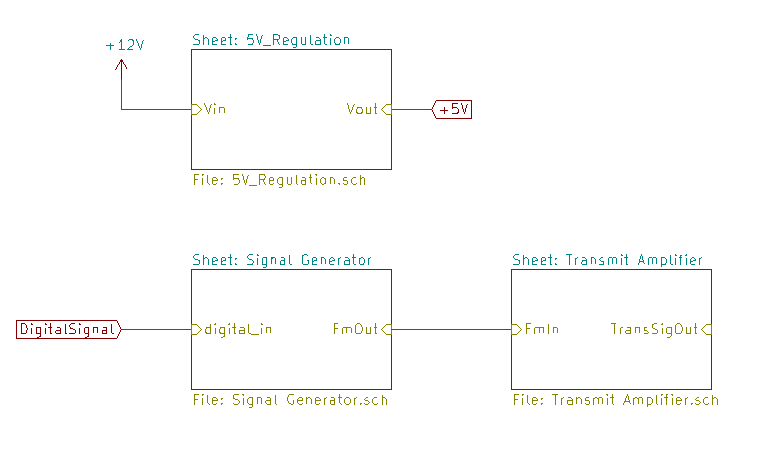 Sheet: 5V_Regulation
+12V
Vin
Vout
+5V
File: 5V_Regulation.sch
Sheet: Signal Generator
Sheet: Transmit Amplifier
DigitalSignal
digital_in
FmOut
FmIn
TransSigOut
File: Signal Generator.sch
File: Transmit Amplifier.sch